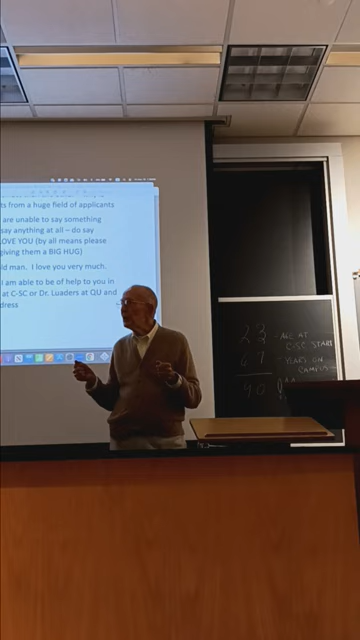 ts from a huge field of applicants
are unable to say something
say anything at all – do say
LOVE YOU (by all means please
giving them a BIG HUG)
old man. I love you very much.
I am able to be of help to you in
at C-SC or Dr. Luaders at QU and
dress
23 - AGE AT
C-SC START
67 YEARS ON
CAMPUS
90